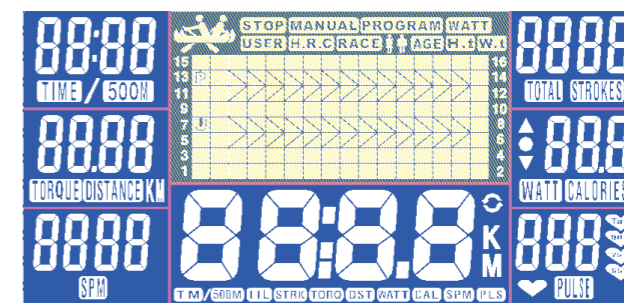 88:88
TIME / 500M
STOP MANUAL PROGRAM WATT
USER H.R.C RACE AGE H.t W.t
15
13 P
11
9
7 U
5
3
1
16
14
12
10
8
6
4
2
8888
TOTAL STROKES
88.88
TORQUE DISTANCE KM
88.8
WATT CALORIES
8888
SPM
88:8.8
KM
TM/500M STRK TORQ DST WATT CAL SPM PLS
888
PULSE